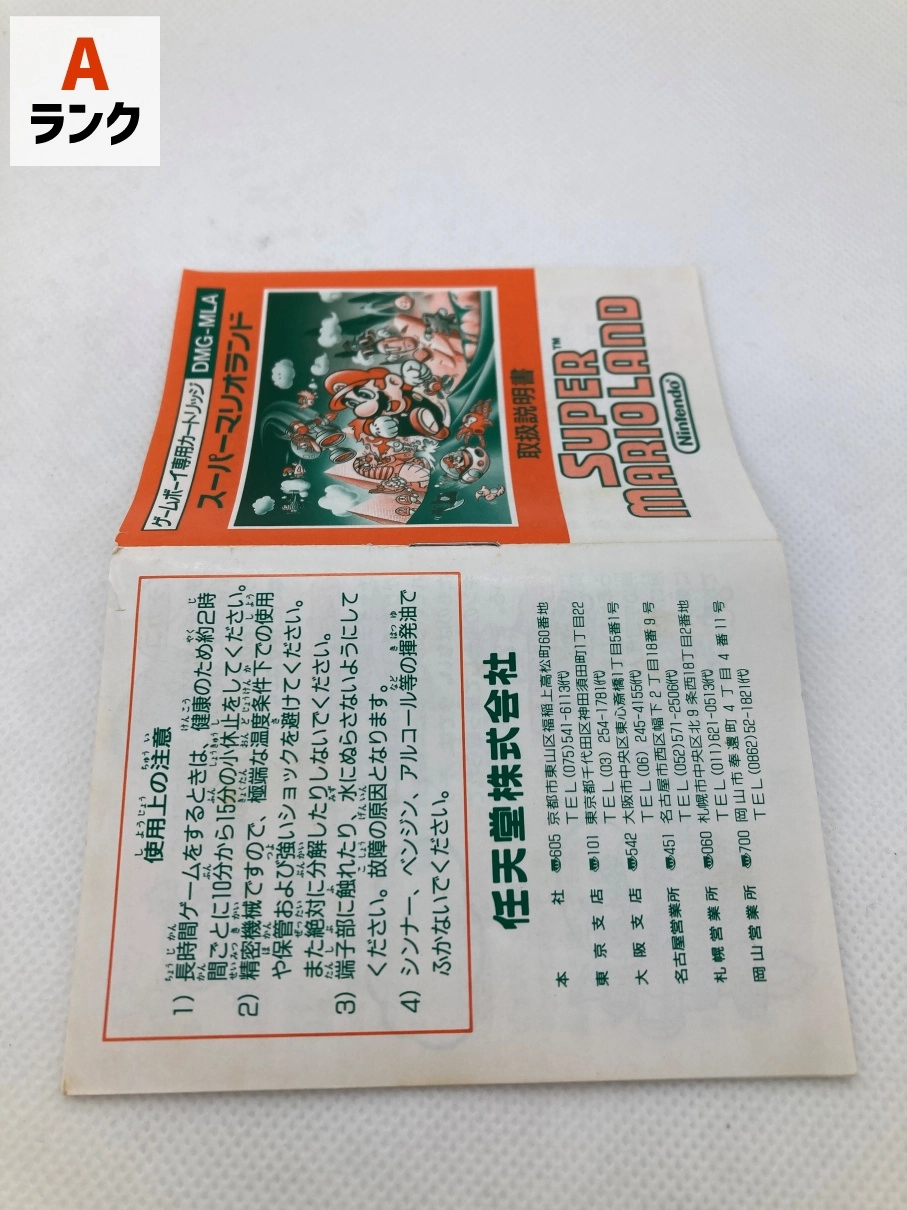 A
ランク
ゲームボーイ専用カートリッジ DMG-MLA
スーパーマリオランド
取扱説明書
SUPER™
MARIOLAND
Nintendo®
使用上の注意
1) 長時間ゲームをするときは、健康のため約2時
間ごとに10分から15分の小休止をしてください。
2) 精密機械ですので、極端な温度条件下での使用
や保管および強いショックを避けてください。
また絶対に分解したりしないでください。
3) 端子部に触れたり、水にぬらさないようにして
ください。故障の原因となります。
4) シンナー、ベンジン、アルコール等の揮発油で
ふかないでください。
任天堂株式会社
本社 〠605 京都市東山区福稲上高松町60番地
TEL (075)541-6113(代)
東京支店 〠101 東京都千代田区神田須田町1丁目22
TEL (03) 254-1781(代)
大阪支店 〠542 大阪市中央区東心斎橋1丁目5番1号
TEL (06) 245-4155(代)
名古屋営業所 〠451 名古屋市西区幅下2丁目18番9号
TEL (052)571-2506(代)
札幌営業所 〠060 札幌市中央区北9条西18丁目2番地
TEL (011)621-0513(代)
岡山営業所 〠700 岡山市奉還町4丁目4番11号
TEL (0862)52-1821(代)